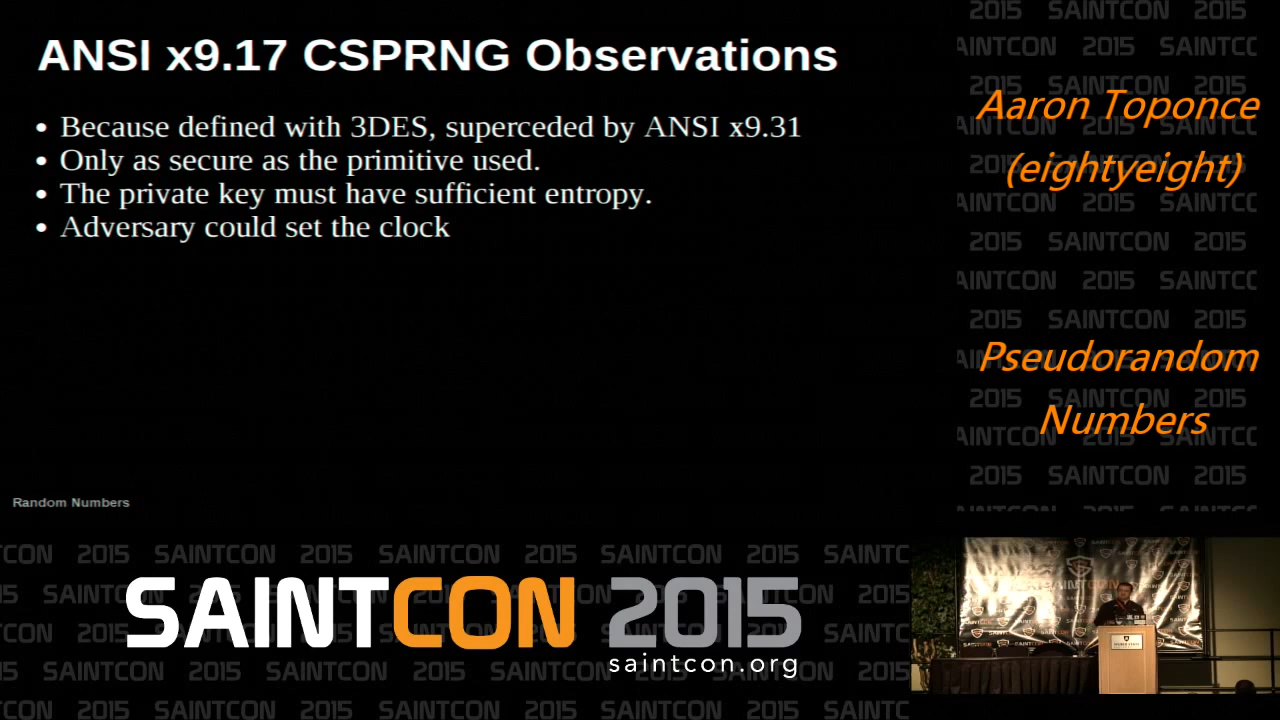 ANSI x9.17 CSPRNG Observations
Because defined with 3DES, superceded by ANSI x9.31
Only as secure as the primitive used.
The private key must have sufficient entropy.
Adversary could set the clock
Random Numbers
Aaron Toponce
(eightyeight)
Pseudorandom
Numbers
SAINTCON 2015
saintcon.org